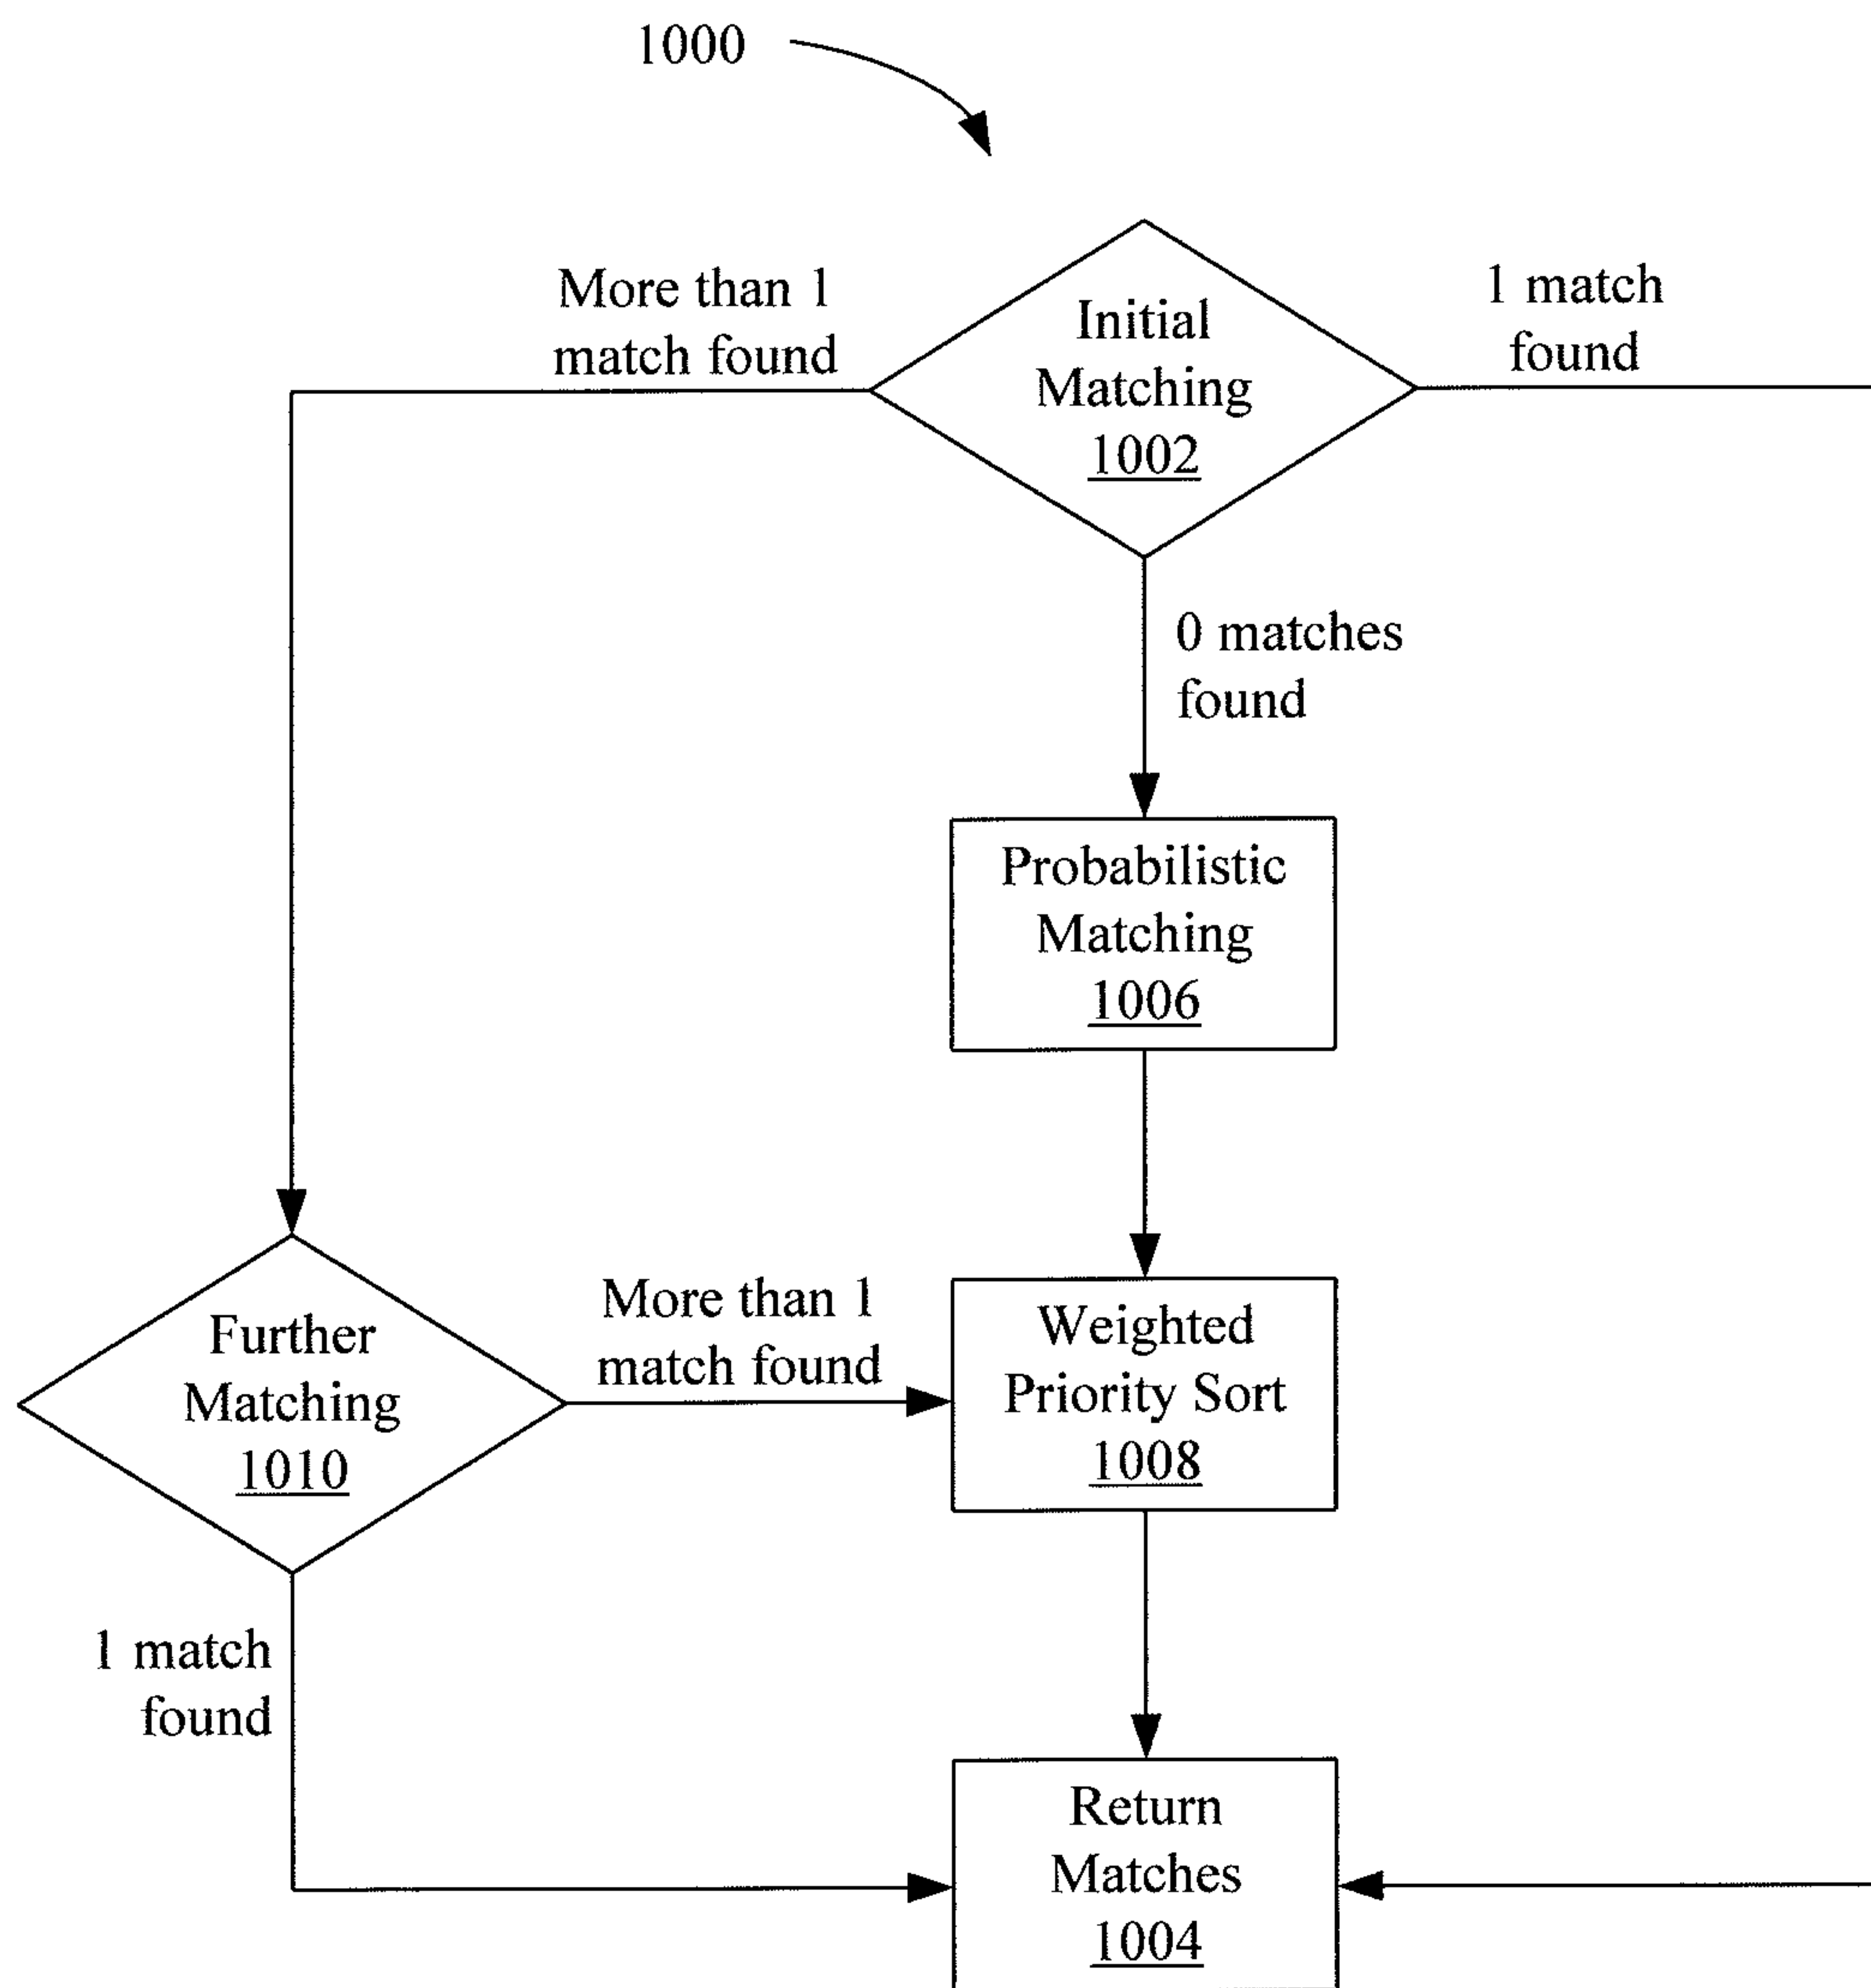 1000
More than 1
match found
Initial
Matching
1002
1 match
found
0 matches
found
Probabilistic
Matching
1006
Further
Matching
1010
More than 1
match found
Weighted
Priority Sort
1008
1 match
found
Return
Matches
1004